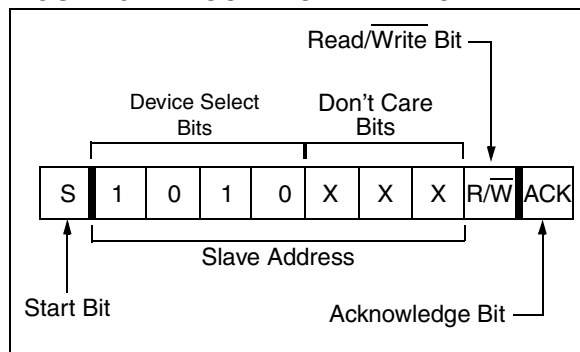 Read/Write Bit
Device Select Bits
Don't Care Bits
S 1 0 1 0 X X X R/W ACK
Slave Address
Start Bit
Acknowledge Bit